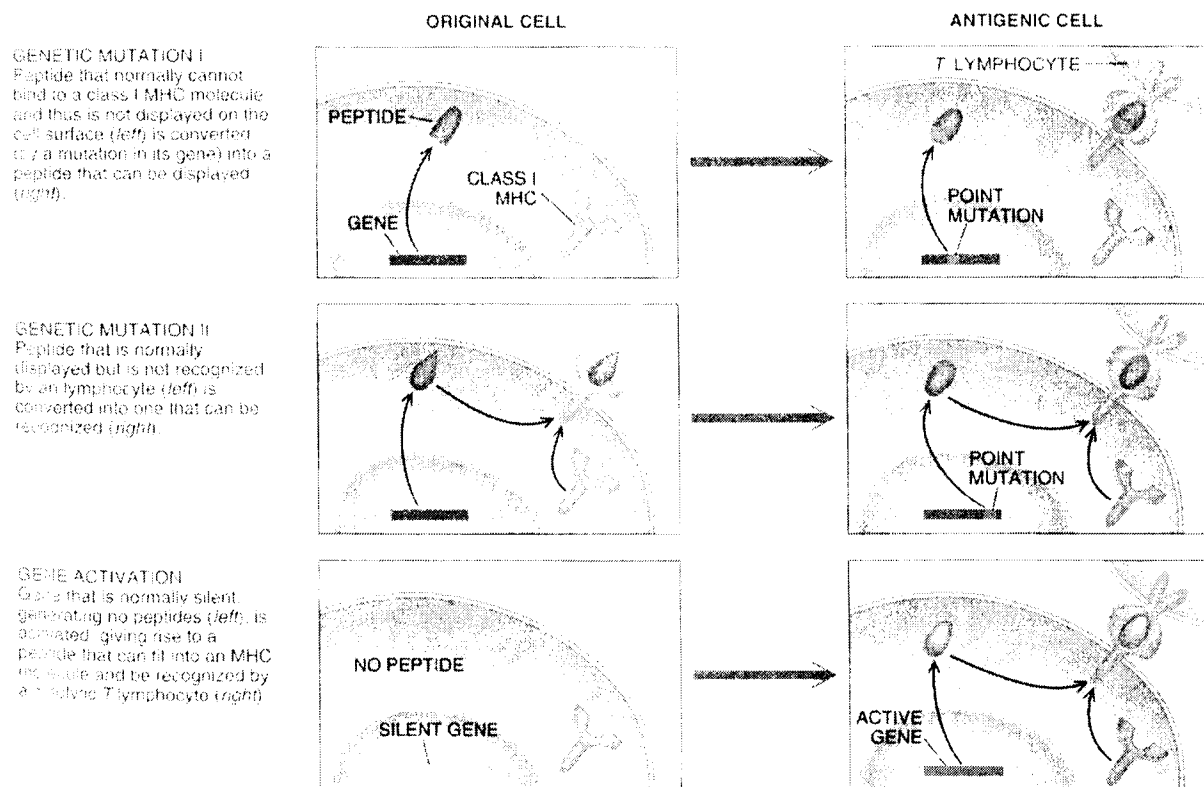 ORIGINAL CELL
ANTIGENIC CELL
GENETIC MUTATION I
Peptide that normally cannot
bind to a class I MHC molecule
and thus is not displayed on the
cell surface (left) is converted
a mutation in its gene) into a
peptide that can be displayed
(right).
PEPTIDE
CLASS I
MHC
GENE
T LYMPHOCYTE
POINT
MUTATION
GENETIC MUTATION II
Peptide that is normally
displayed but is not recognized
by an lymphocyte (left) is
converted into one that can be
recognized (right).
POINT
MUTATION
GENE ACTIVATION
Gene that is normally silent,
generating no peptides (left), is
activated, giving rise to a
peptide that can fit into an MHC
and be recognized by
T lymphocyte (right)
NO PEPTIDE
SILENT GENE
ACTIVE
GENE